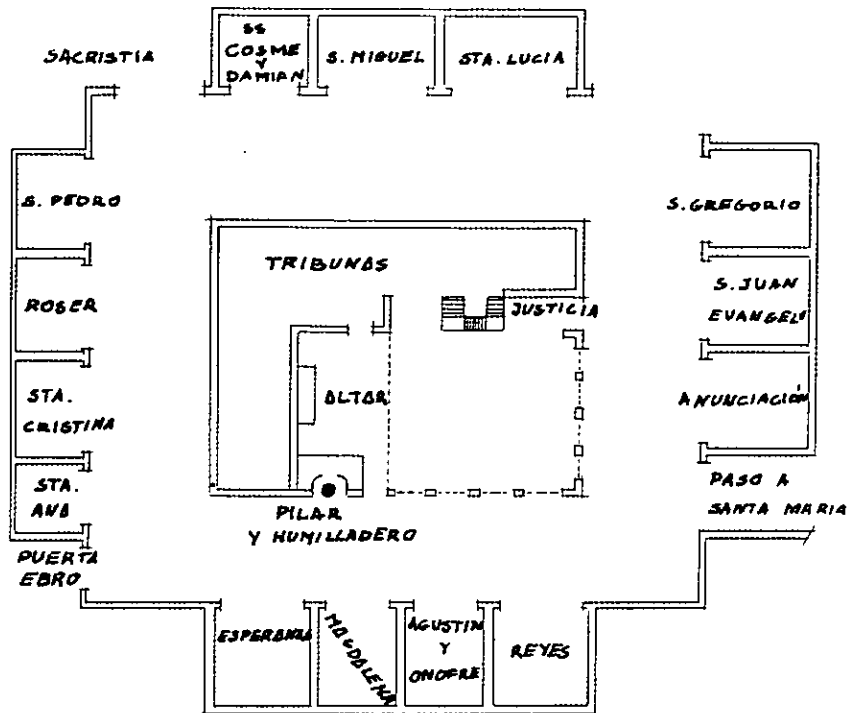 SACRISTIA
SS
COSME
Y
DAMIAN
S. MIGUEL
STA. LUCIA
S. PEDRO
S. GREGORIO
TRIBUNAS
ROSER
JUSTICIA
S. JUAN
EVANGELº
ALTAR
STA.
CRISTINA
ANUNCIACIÓN
STA.
ANA
PILAR
Y HUMILLADERO
PASO A
SANTA MARIA
PUERTA
EBRO
ESPERANZA
MAGDALENA
AGUSTIN
Y
ONOFRE
REYES